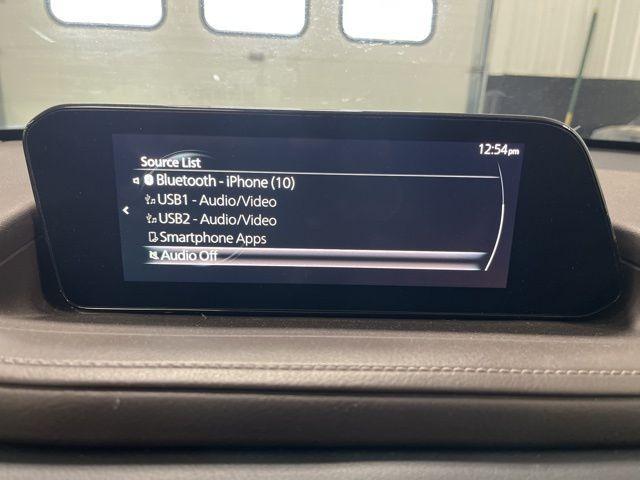 12:54pm
Source List
Bluetooth - iPhone (10)
USB1 - Audio/Video
USB2 - Audio/Video
Smartphone Apps
Audio Off